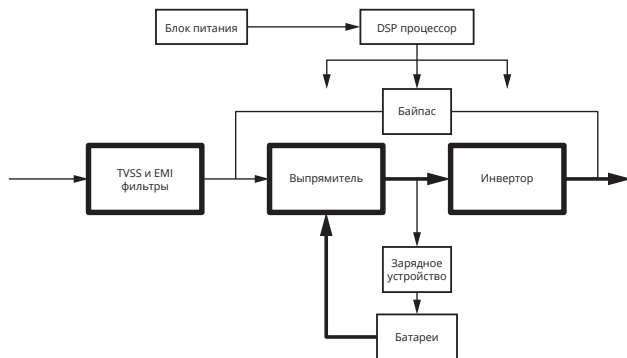 Блок питания
DSP процессор
Байпас
TVSS и EMI
фильтры
Выпрямитель
Инвертор
Зарядное
устройство
Батареи